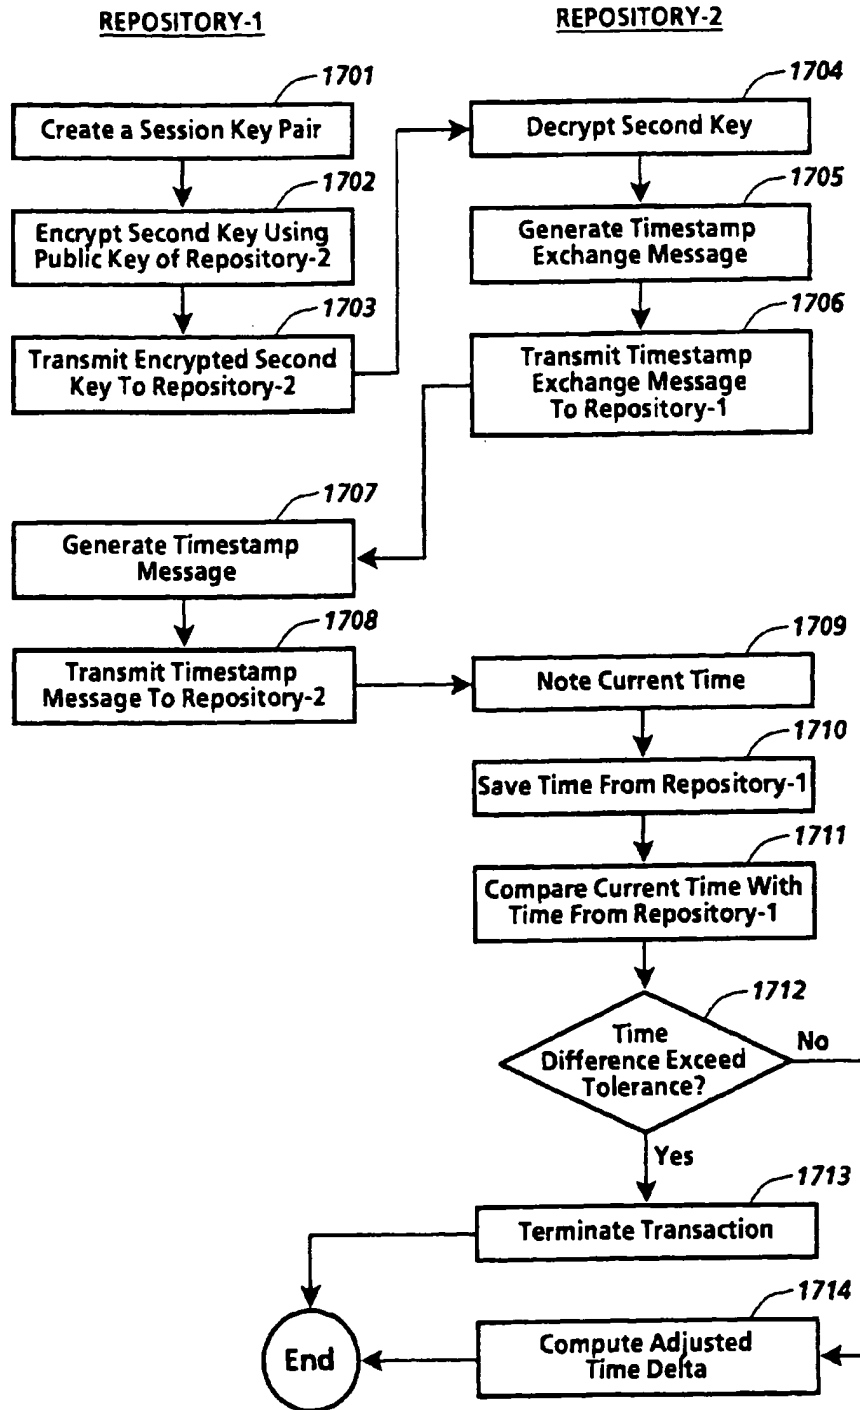 REPOSITORY-1
REPOSITORY-2
1701
Create a Session Key Pair
1702
Encrypt Second Key Using
Public Key of Repository-2
1703
Transmit Encrypted Second
Key To Repository-2
1704
Decrypt Second Key
1705
Generate Timestamp
Exchange Message
1706
Transmit Timestamp
Exchange Message
To Repository-1
1707
Generate Timestamp
Message
1708
Transmit Timestamp
Message To Repository-2
1709
Note Current Time
1710
Save Time From Repository-1
1711
Compare Current Time With
Time From Repository-1
1712
Time
Difference Exceed
Tolerance?
No
Yes
1713
Terminate Transaction
1714
Compute Adjusted
Time Delta
End